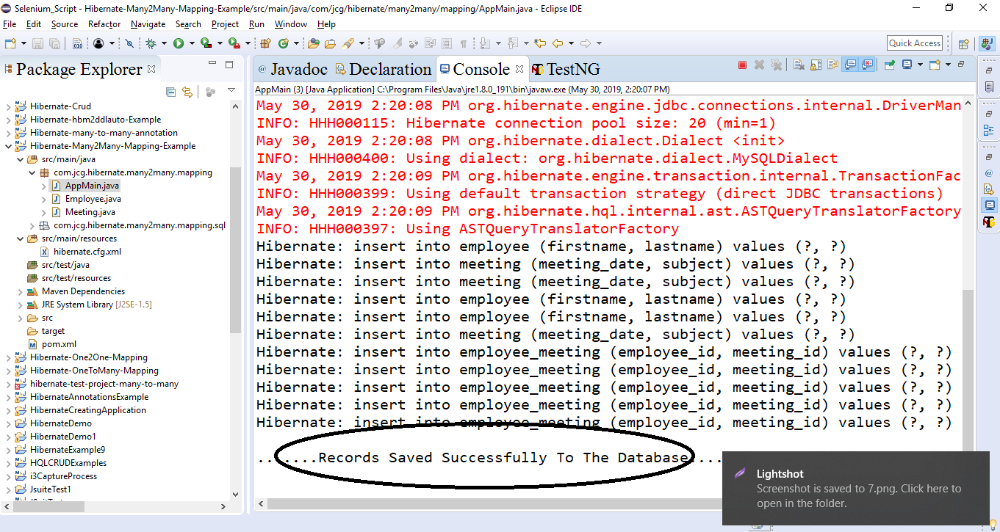 Selenium_Script - Hibernate-Many2Many-Mapping-Example/src/main/java/com/jcg/hibernate/many2many/mapping/AppMain.java - Eclipse IDE
File Edit Source Refactor Navigate Search Project Run Window Help
Quick Access
Package Explorer
Hibernate-Crud
Hibernate-hbm2ddlauto-Example
Hibernate-many-to-many-annotation
Hibernate-Many2Many-Mapping-Example
src/main/java
com.jcg.hibernate.many2many.mapping
AppMain.java
Employee.java
Meeting.java
com.jcg.hibernate.many2many.mapping.sql
src/main/resources
hibernate.cfg.xml
src/test/java
src/test/resources
Maven Dependencies
JRE System Library [J2SE-1.5]
src
target
pom.xml
Hibernate-One2One-Mapping
Hibernate-OneToMany-Mapping
hibernate-test-project-many-to-many
HibernateAnnotationsExample
HibernateCreatingApplication
HibernateDemo
HibernateDemo1
HibernateExample9
HQLCRUDExamples
i3CaptureProcess
JsuiteTest1
@ Javadoc Declaration Console TestNG
AppMain (3) [Java Application] C:\Program Files\Java\jre1.8.0_191\bin\javaw.exe (May 30, 2019, 2:20:07 PM)
May 30, 2019 2:20:08 PM org.hibernate.engine.jdbc.connections.internal.DriverMan
INFO: HHH000115: Hibernate connection pool size: 20 (min=1)
May 30, 2019 2:20:08 PM org.hibernate.dialect.Dialect <init>
INFO: HHH000400: Using dialect: org.hibernate.dialect.MySQLDialect
May 30, 2019 2:20:09 PM org.hibernate.engine.transaction.internal.TransactionFac
INFO: HHH000399: Using default transaction strategy (direct JDBC transactions)
May 30, 2019 2:20:09 PM org.hibernate.hql.internal.ast.ASTQueryTranslatorFactory
INFO: HHH000397: Using ASTQueryTranslatorFactory
Hibernate: insert into employee (firstname, lastname) values (?, ?)
Hibernate: insert into meeting (meeting_date, subject) values (?, ?)
Hibernate: insert into meeting (meeting_date, subject) values (?, ?)
Hibernate: insert into employee (firstname, lastname) values (?, ?)
Hibernate: insert into employee (firstname, lastname) values (?, ?)
Hibernate: insert into meeting (meeting_date, subject) values (?, ?)
Hibernate: insert into employee_meeting (employee_id, meeting_id) values (?, ?)
Hibernate: insert into employee_meeting (employee_id, meeting_id) values (?, ?)
Hibernate: insert into employee_meeting (employee_id, meeting_id) values (?, ?)
Hibernate: insert into employee_meeting (employee_id, meeting_id) values (?, ?)
Hibernate: insert into employee_meeting (employee_id, meeting_id) values (?, ?)
.......Records Saved Successfully To The Database....
Lightshot
Screenshot is saved to 7.png. Click here to
open in the folder.